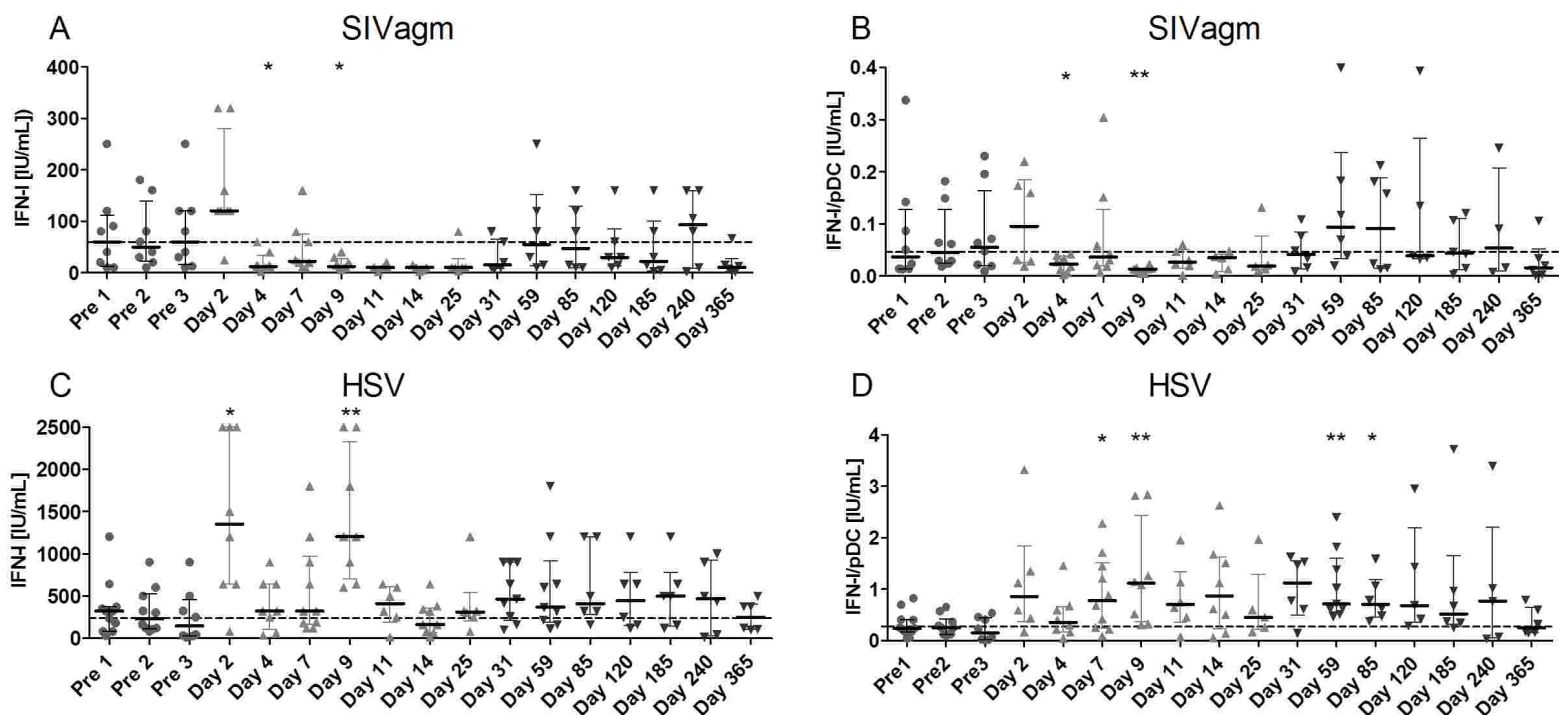 A
SIVagm
* *
IFN-I [IU/mL])
400
300
200
100
0
Pre 1
Pre 2
Pre 3
Day 2
Day 4
Day 7
Day 9
Day 11
Day 14
Day 25
Day 31
Day 59
Day 85
Day 120
Day 185
Day 240
Day 365
B
SIVagm
* **
IFN-I/pDC [IU/mL]
0.4
0.3
0.2
0.1
0.0
Pre 1
Pre 2
Pre 3
Day 2
Day 4
Day 7
Day 9
Day 11
Day 14
Day 25
Day 31
Day 59
Day 85
Day 120
Day 185
Day 240
Day 365
C
HSV
* **
IFN-I [IU/mL]
2500
2000
1500
1000
500
0
Pre 1
Pre 2
Pre 3
Day 2
Day 4
Day 7
Day 9
Day 11
Day 14
Day 25
Day 31
Day 59
Day 85
Day 120
Day 185
Day 240
Day 365
D
HSV
* ** ** *
IFN-I/pDC [IU/mL]
4
3
2
1
0
Pre1
Pre2
Pre3
Day 2
Day 4
Day 7
Day 9
Day 11
Day 14
Day 25
Day 31
Day 59
Day 85
Day 120
Day 185
Day 240
Day 365